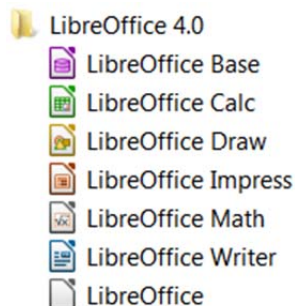 LibreOffice 4.0
LibreOffice Base
LibreOffice Calc
LibreOffice Draw
LibreOffice Impress
LibreOffice Math
LibreOffice Writer
LibreOffice